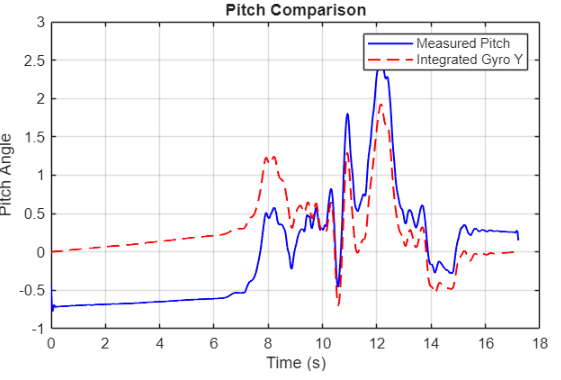 Pitch Comparison
3
2.5
2
1.5
1
0.5
0
-0.5
-1
Pitch Angle
Measured Pitch
Integrated Gyro Y
0 2 4 6 8 10 12 14 16 18
Time (s)